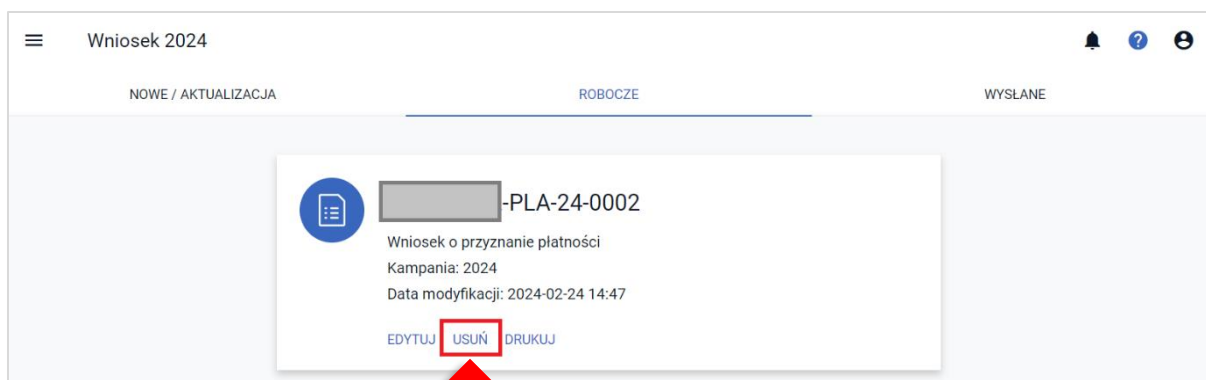 Wniosek 2024
NOWE / AKTUALIZACJA
ROBOCZE
WYSŁANE
-PLA-24-0002
Wniosek o przyznanie płatności
Kampania: 2024
Data modyfikacji: 2024-02-24 14:47
EDYTUJ USUŃ DRUKUJ